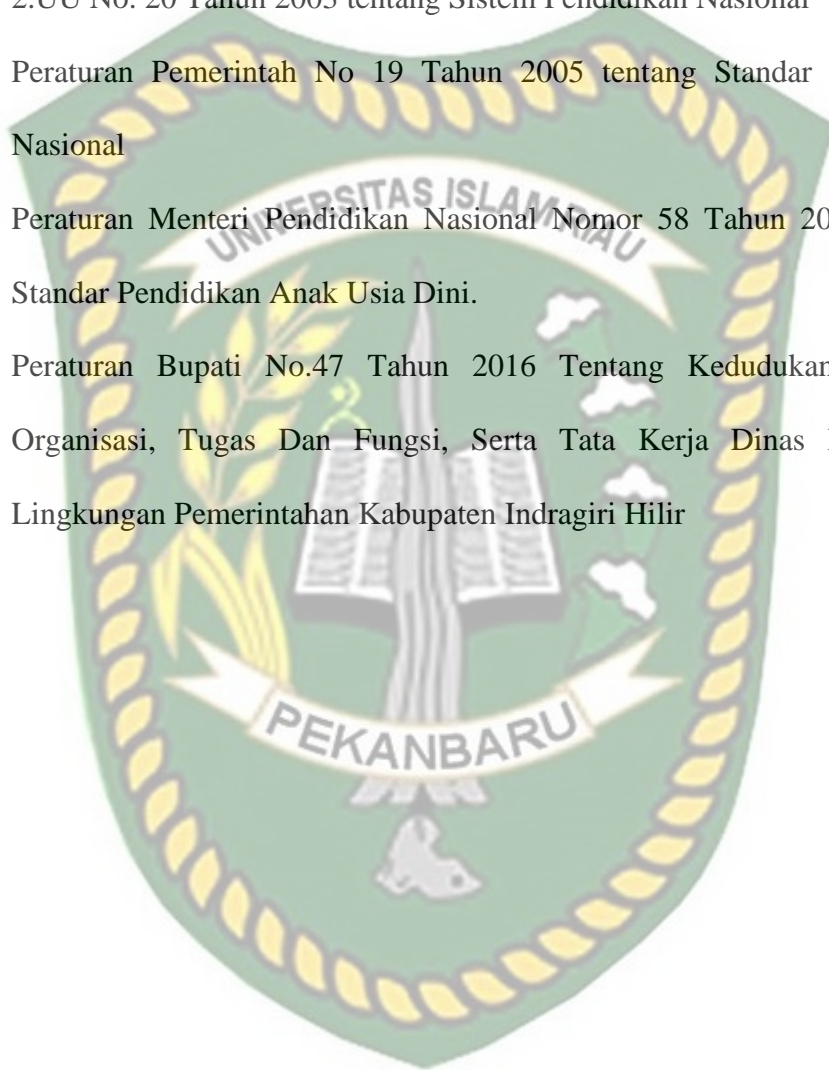 2.UU No. 20 Tahun 2003 tentang Sistem Pendidikan Nasional
Peraturan Pemerintah No 19 Tahun 2005 tentang Standar
Nasional
UNIVERSITAS ISLAM RIAU
Peraturan Menteri Pendidikan Nasional Nomor 58 Tahun 20
Standar Pendidikan Anak Usia Dini.
Peraturan Bupati No.47 Tahun 2016 Tentang Kedudukan
Organisasi, Tugas Dan Fungsi, Serta Tata Kerja Dinas
Lingkungan Pemerintahan Kabupaten Indragiri Hilir
PEKANBARU